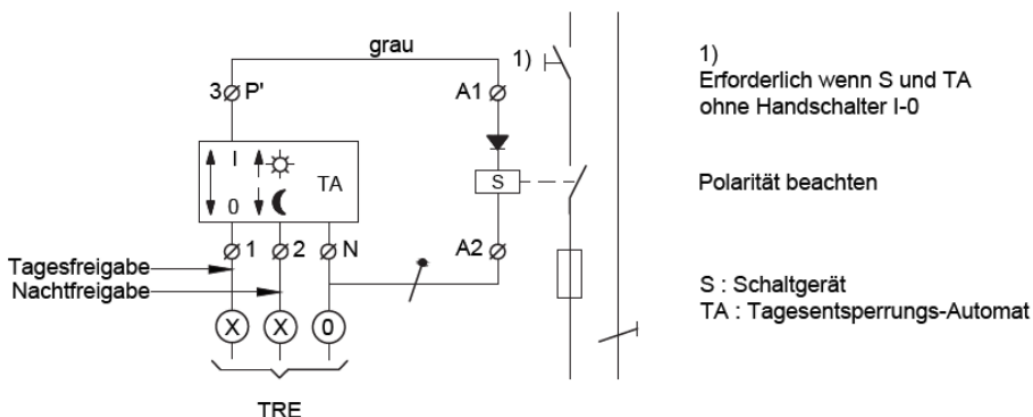 grau
1)
1)
Erforderlich wenn S und TA
ohne Handschalter I-0
3 P'
A1
I
TA
0
S
Polarität beachten
1
2
N
A2
Tagesfreigabe
Nachtfreigabe
S : Schaltgerät
TA : Tagesentsperrungs-Automat
X
X
0
TRE